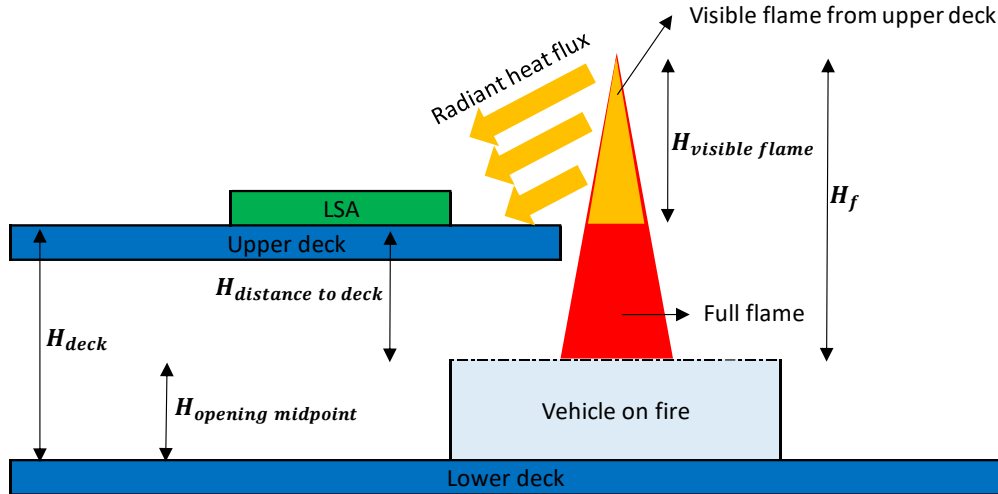 Visible flame from upper deck
Radiant heat flux
H_visible flame
H_f
LSA
Upper deck
H_distance to deck
H_deck
Full flame
H_opening midpoint
Vehicle on fire
Lower deck